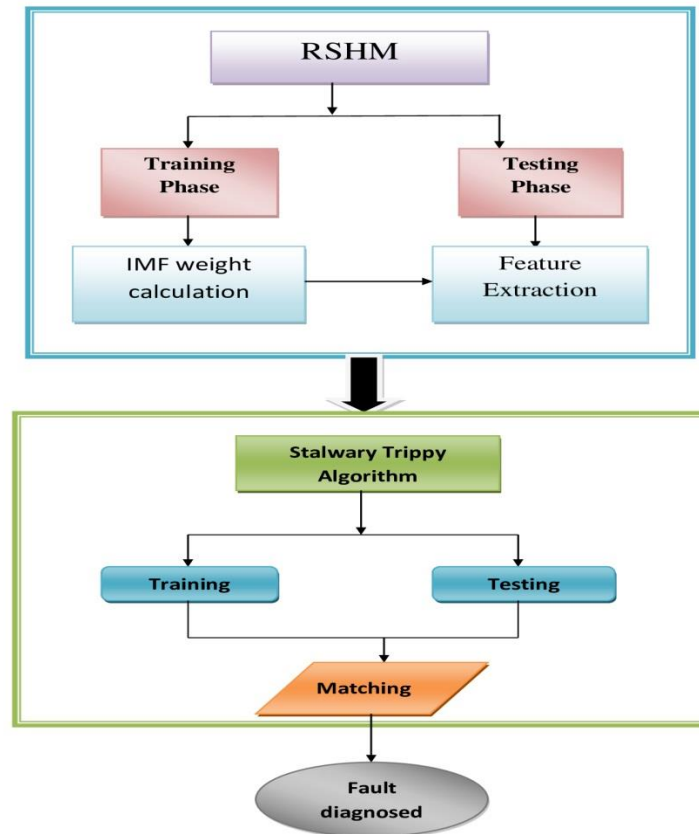 RSHM
Training
Phase
Testing
Phase
IMF weight
calculation
Feature
Extraction
Stalwary Trippy
Algorithm
Training
Testing
Matching
Fault
diagnosed